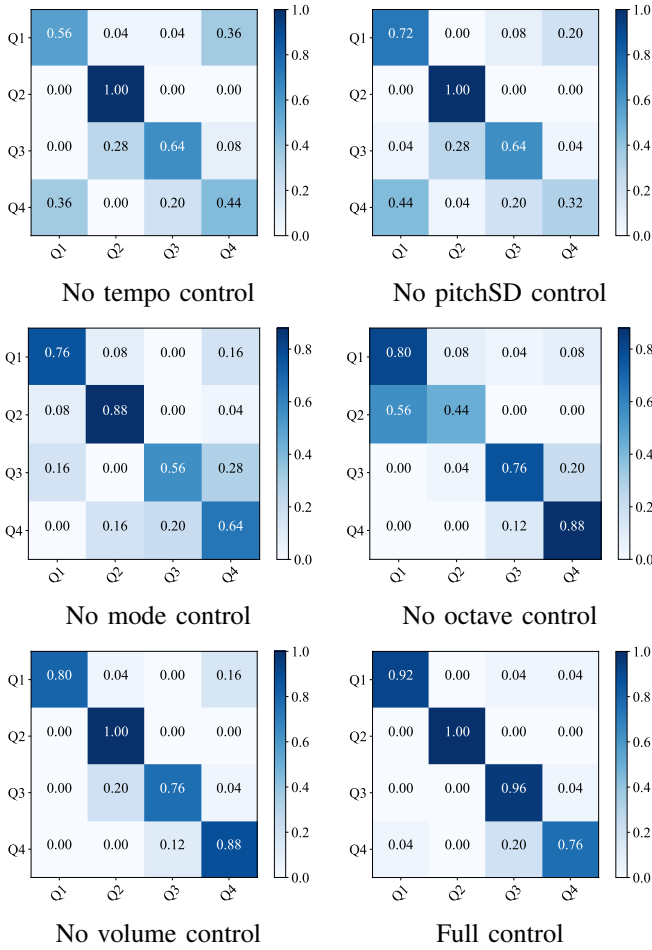 Q1 0.56 0.04 0.04 0.36
Q2 0.00 1.00 0.00 0.00
Q3 0.00 0.28 0.64 0.08
Q4 0.36 0.00 0.20 0.44
Q1 Q2 Q3 Q4
1.0
0.8
0.6
0.4
0.2
0.0
No tempo control
Q1 0.72 0.00 0.08 0.20
Q2 0.00 1.00 0.00 0.00
Q3 0.04 0.28 0.64 0.04
Q4 0.44 0.04 0.20 0.32
Q1 Q2 Q3 Q4
1.0
0.8
0.6
0.4
0.2
0.0
No pitchSD control
Q1 0.76 0.08 0.00 0.16
Q2 0.08 0.88 0.00 0.04
Q3 0.16 0.00 0.56 0.28
Q4 0.00 0.16 0.20 0.64
Q1 Q2 Q3 Q4
0.8
0.6
0.4
0.2
0.0
No mode control
Q1 0.80 0.08 0.04 0.08
Q2 0.56 0.44 0.00 0.00
Q3 0.00 0.04 0.76 0.20
Q4 0.00 0.00 0.12 0.88
Q1 Q2 Q3 Q4
0.8
0.6
0.4
0.2
0.0
No octave control
Q1 0.80 0.04 0.00 0.16
Q2 0.00 1.00 0.00 0.00
Q3 0.00 0.20 0.76 0.04
Q4 0.00 0.00 0.12 0.88
Q1 Q2 Q3 Q4
1.0
0.8
0.6
0.4
0.2
0.0
No volume control
Q1 0.92 0.00 0.04 0.04
Q2 0.00 1.00 0.00 0.00
Q3 0.00 0.00 0.96 0.04
Q4 0.04 0.00 0.20 0.76
Q1 Q2 Q3 Q4
1.0
0.8
0.6
0.4
0.2
0.0
Full control